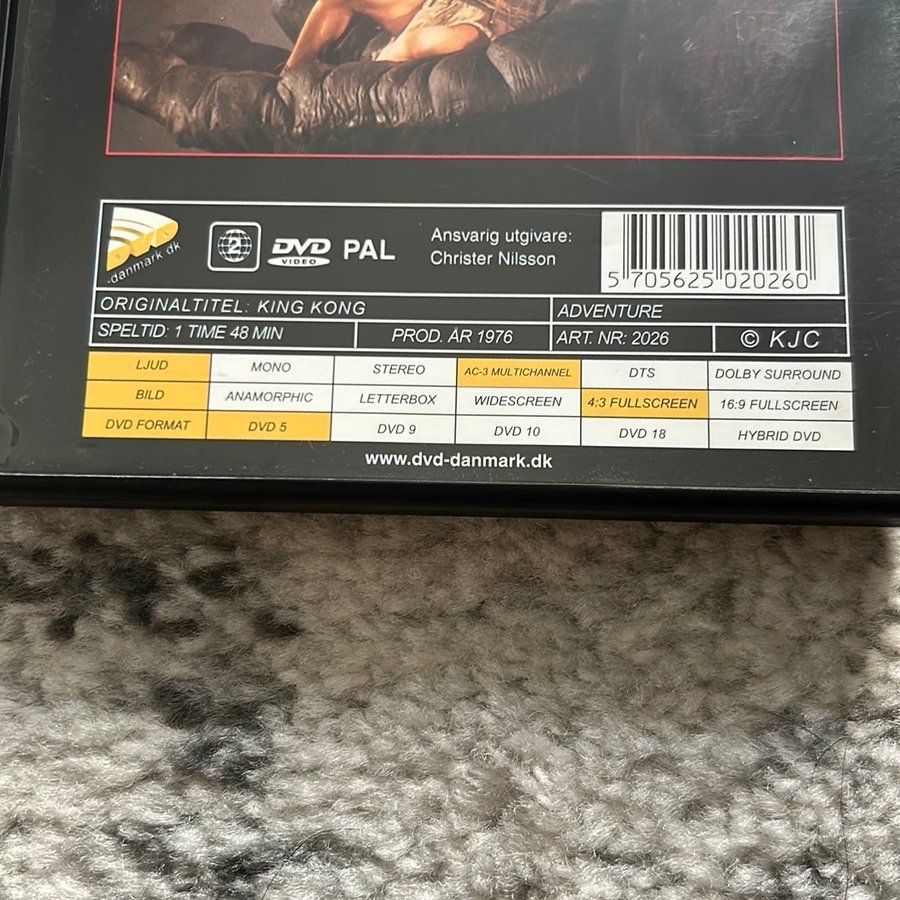 DVD
-danmark dk
2
DVD
VIDEO
PAL
Ansvarig utgivare:
Christer Nilsson
5 705625 020260
ORIGINALTITEL: KING KONG
ADVENTURE
SPELTID: 1 TIME 48 MIN
PROD. ÅR 1976
ART. NR: 2026
© KJC
LJUD MONO STEREO AC-3 MULTICHANNEL DTS DOLBY SURROUND
BILD ANAMORPHIC LETTERBOX WIDESCREEN 4:3 FULLSCREEN 16:9 FULLSCREEN
DVD FORMAT DVD 5 DVD 9 DVD 10 DVD 18 HYBRID DVD
www.dvd-danmark.dk